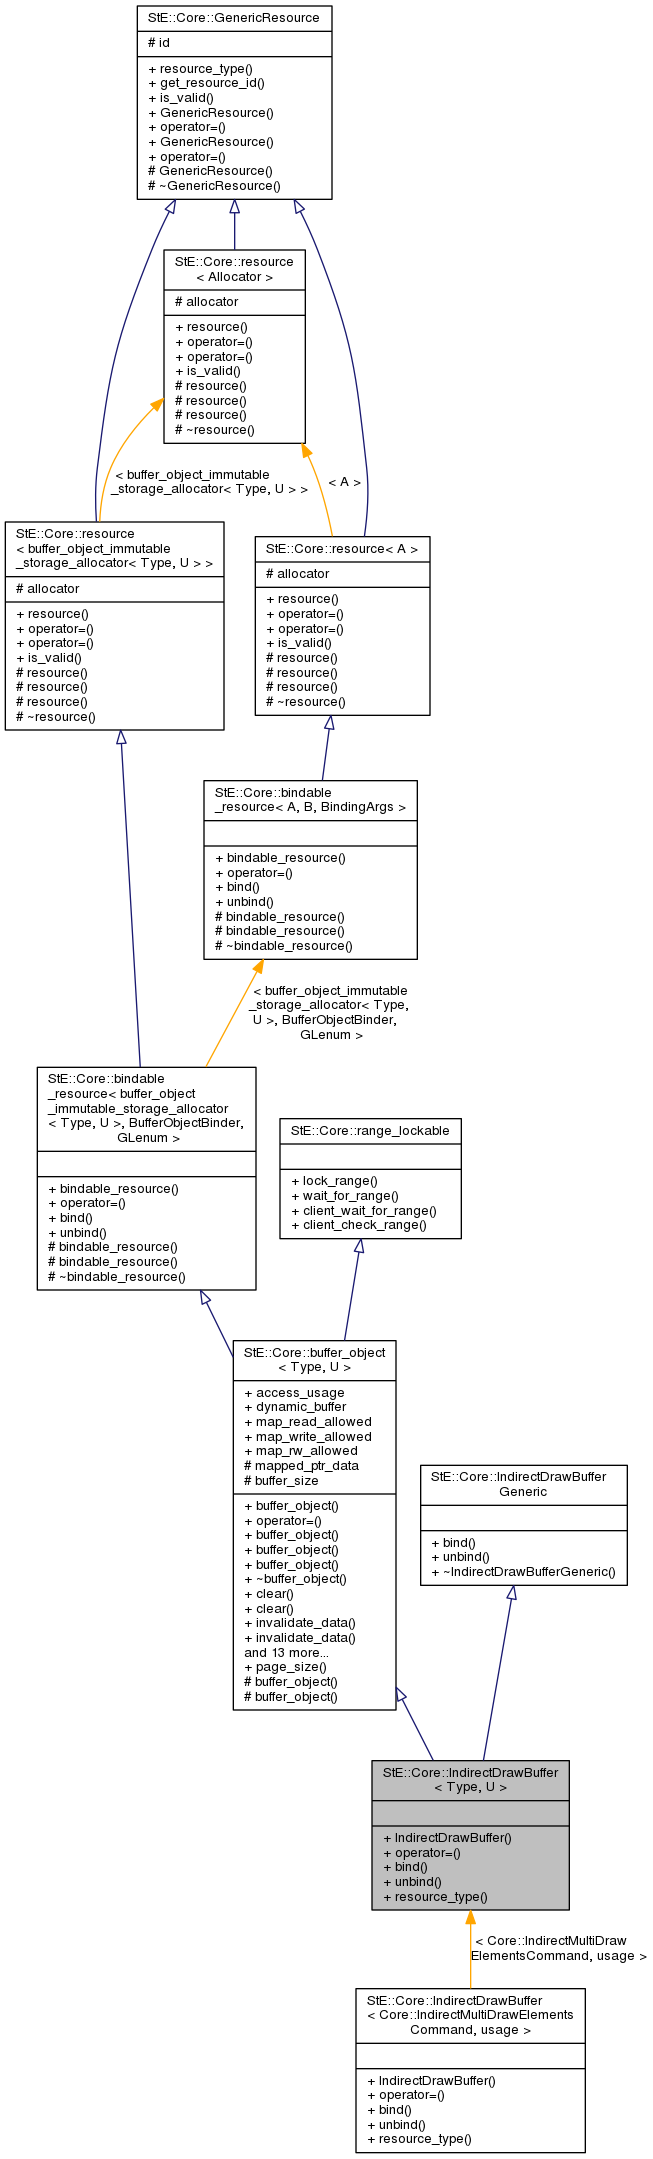 StE::Core::GenericResource
# id
+ resource_type()
+ get_resource_id()
+ is_valid()
+ GenericResource()
+ operator=()
+ GenericResource()
+ operator=()
# GenericResource()
# ~GenericResource()
StE::Core::resource
< Allocator >
# allocator
+ resource()
+ operator=()
+ operator=()
+ is_valid()
# resource()
# resource()
# resource()
# ~resource()
< buffer_object_immutable
_storage_allocator< Type, U > >
< A >
StE::Core::resource
< buffer_object_immutable
_storage_allocator< Type, U > >
# allocator
+ resource()
+ operator=()
+ operator=()
+ is_valid()
# resource()
# resource()
# resource()
# ~resource()
StE::Core::resource< A >
# allocator
+ resource()
+ operator=()
+ operator=()
+ is_valid()
# resource()
# resource()
# resource()
# ~resource()
StE::Core::bindable
_resource< A, B, BindingArgs >
+ bindable_resource()
+ operator=()
+ bind()
+ unbind()
# bindable_resource()
# bindable_resource()
# ~bindable_resource()
< buffer_object_immutable
_storage_allocator< Type,
U >, BufferObjectBinder,
GLenum >
StE::Core::bindable
_resource< buffer_object
_immutable_storage_allocator
< Type, U >, BufferObjectBinder,
GLenum >
+ bindable_resource()
+ operator=()
+ bind()
+ unbind()
# bindable_resource()
# bindable_resource()
# ~bindable_resource()
StE::Core::range_lockable
+ lock_range()
+ wait_for_range()
+ client_wait_for_range()
+ client_check_range()
StE::Core::buffer_object
< Type, U >
+ access_usage
+ dynamic_buffer
+ map_read_allowed
+ map_write_allowed
+ map_rw_allowed
# mapped_ptr_data
# buffer_size
+ buffer_object()
+ operator=()
+ buffer_object()
+ buffer_object()
+ buffer_object()
+ ~buffer_object()
+ clear()
+ clear()
+ invalidate_data()
+ invalidate_data()
and 13 more...
+ page_size()
# buffer_object()
# buffer_object()
StE::Core::IndirectDrawBuffer
Generic
+ bind()
+ unbind()
+ ~IndirectDrawBufferGeneric()
StE::Core::IndirectDrawBuffer
< Type, U >
+ IndirectDrawBuffer()
+ operator=()
+ bind()
+ unbind()
+ resource_type()
< Core::IndirectMultiDraw
ElementsCommand, usage >
StE::Core::IndirectDrawBuffer
< Core::IndirectMultiDrawElements
Command, usage >
+ IndirectDrawBuffer()
+ operator=()
+ bind()
+ unbind()
+ resource_type()